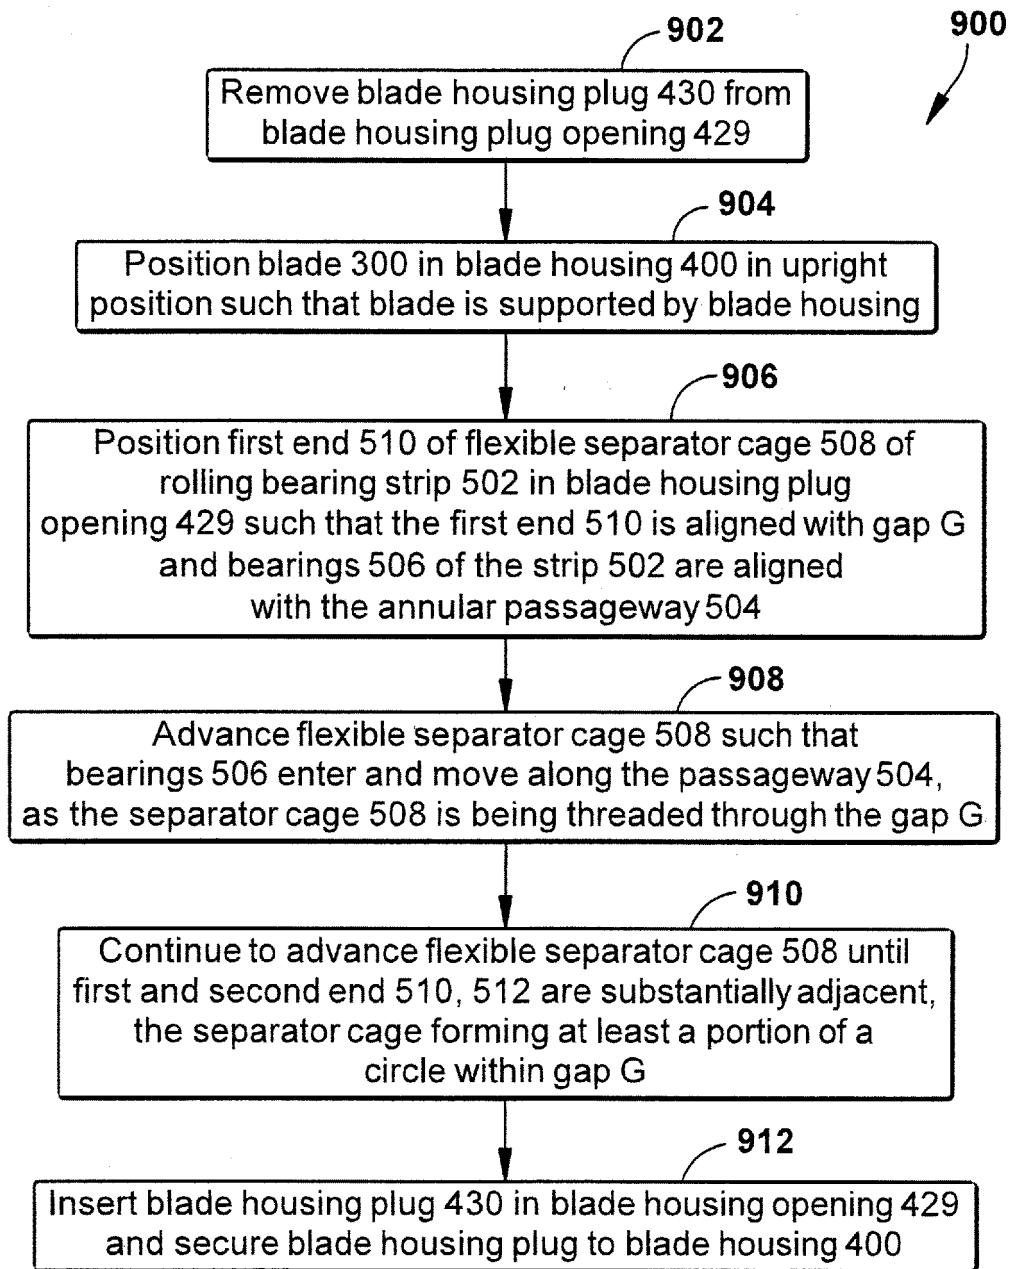 900
902
Remove blade housing plug 430 from
blade housing plug opening 429
904
Position blade 300 in blade housing 400 in upright
position such that blade is supported by blade housing
906
Position first end 510 of flexible separator cage 508 of
rolling bearing strip 502 in blade housing plug
opening 429 such that the first end 510 is aligned with gap G
and bearings 506 of the strip 502 are aligned
with the annular passageway 504
908
Advance flexible separator cage 508 such that
bearings 506 enter and move along the passageway 504,
as the separator cage 508 is being threaded through the gap G
910
Continue to advance flexible separator cage 508 until
first and second end 510, 512 are substantially adjacent,
the separator cage forming at least a portion of a
circle within gap G
912
Insert blade housing plug 430 in blade housing opening 429
and secure blade housing plug to blade housing 400